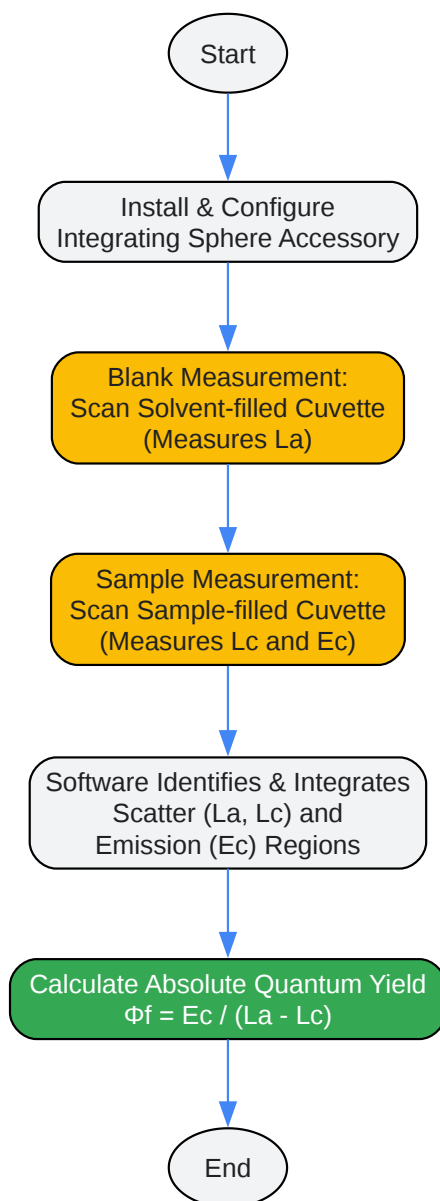 Start
Install & Configure
Integrating Sphere Accessory
Blank Measurement:
Scan Solvent-filled Cuvette
(Measures La)
Sample Measurement:
Scan Sample-filled Cuvette
(Measures Lc and Ec)
Software Identifies & Integrates
Scatter (La, Lc) and
Emission (Ec) Regions
Calculate Absolute Quantum Yield
Φf = Ec / (La - Lc)
End